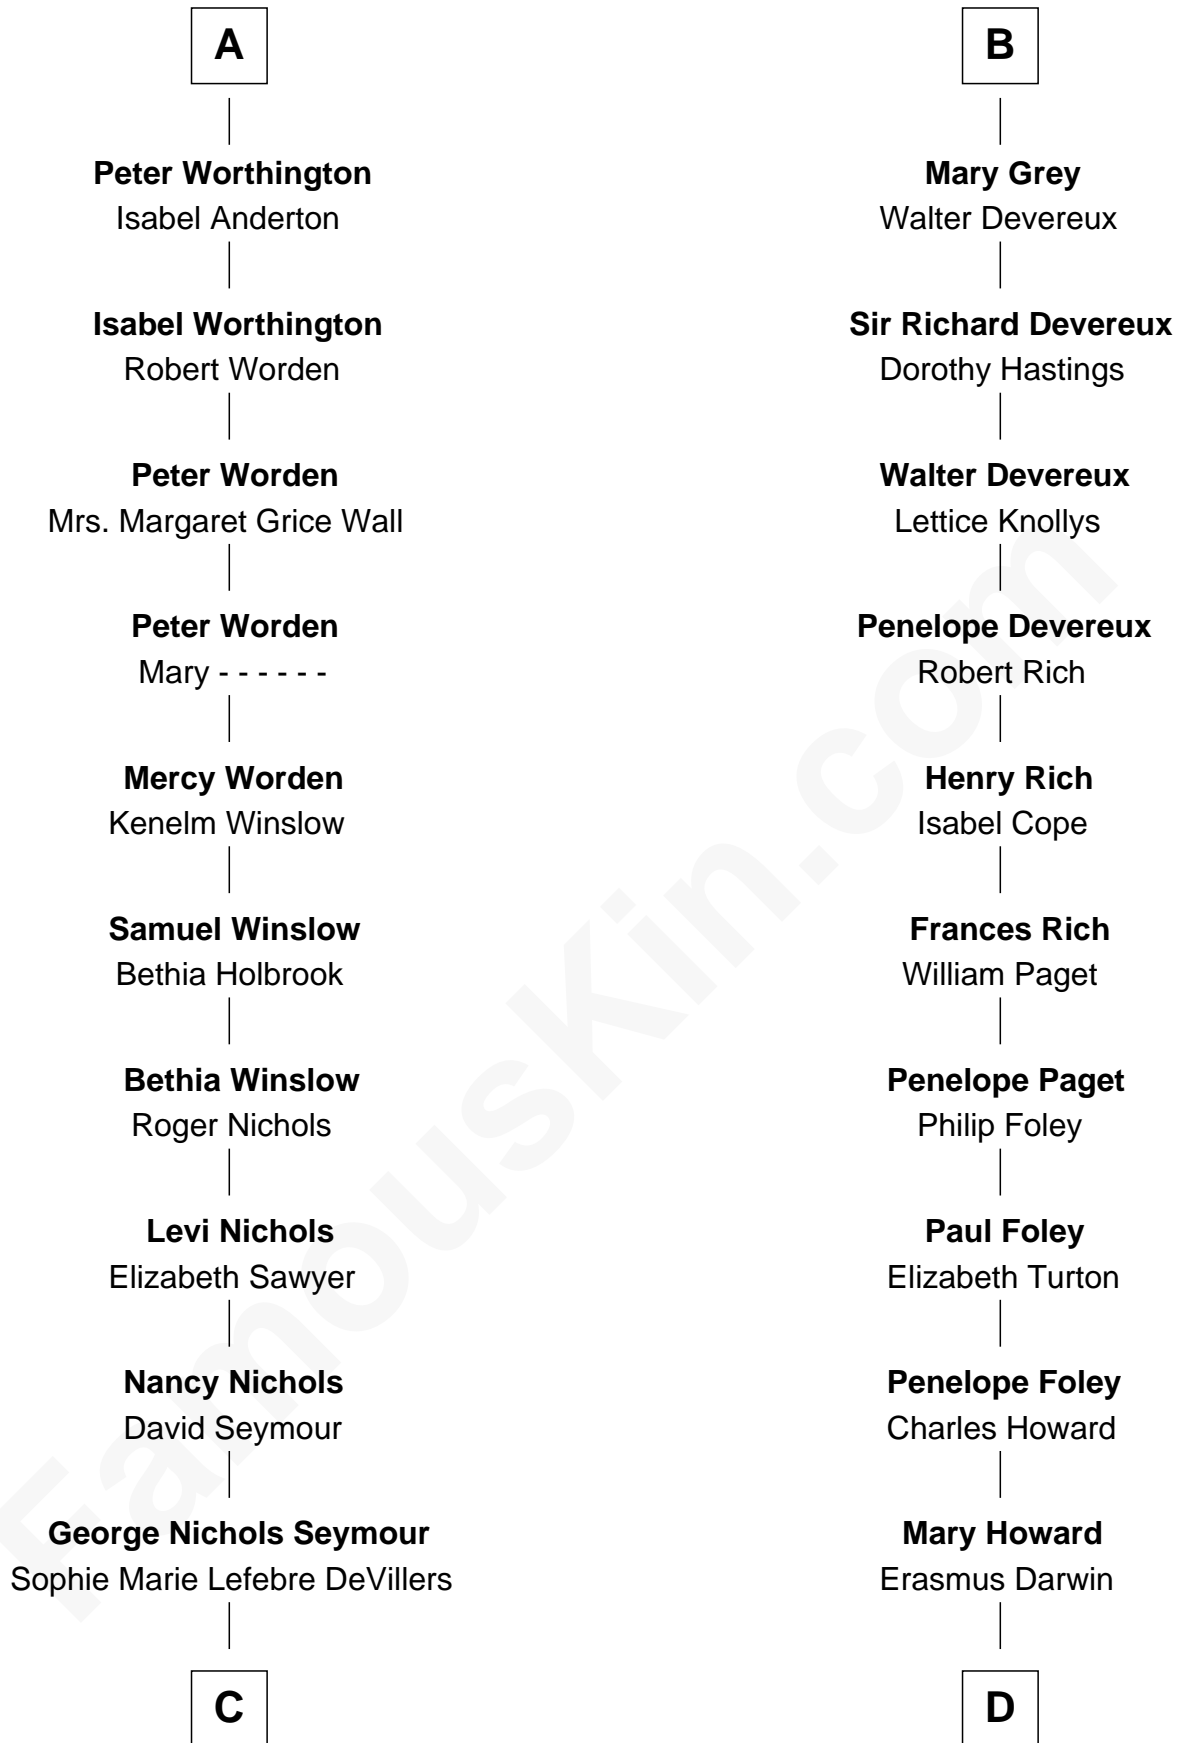 A
Peter Worthington
Isabel Anderton
Isabel Worthington
Robert Worden
Peter Worden
Mrs. Margaret Grice Wall
Peter Worden
Mary - - - - - -
Mercy Worden
Kenelm Winslow
Samuel Winslow
Bethia Holbrook
Bethia Winslow
Roger Nichols
Levi Nichols
Elizabeth Sawyer
Nancy Nichols
David Seymour
George Nichols Seymour
Sophie Marie Lefebre DeVillers
C
B
Mary Grey
Walter Devereux
Sir Richard Devereux
Dorothy Hastings
Walter Devereux
Lettice Knollys
Penelope Devereux
Robert Rich
Henry Rich
Isabel Cope
Frances Rich
William Paget
Penelope Paget
Philip Foley
Paul Foley
Elizabeth Turton
Penelope Foley
Charles Howard
Mary Howard
Erasmus Darwin
D
FamousKin.com